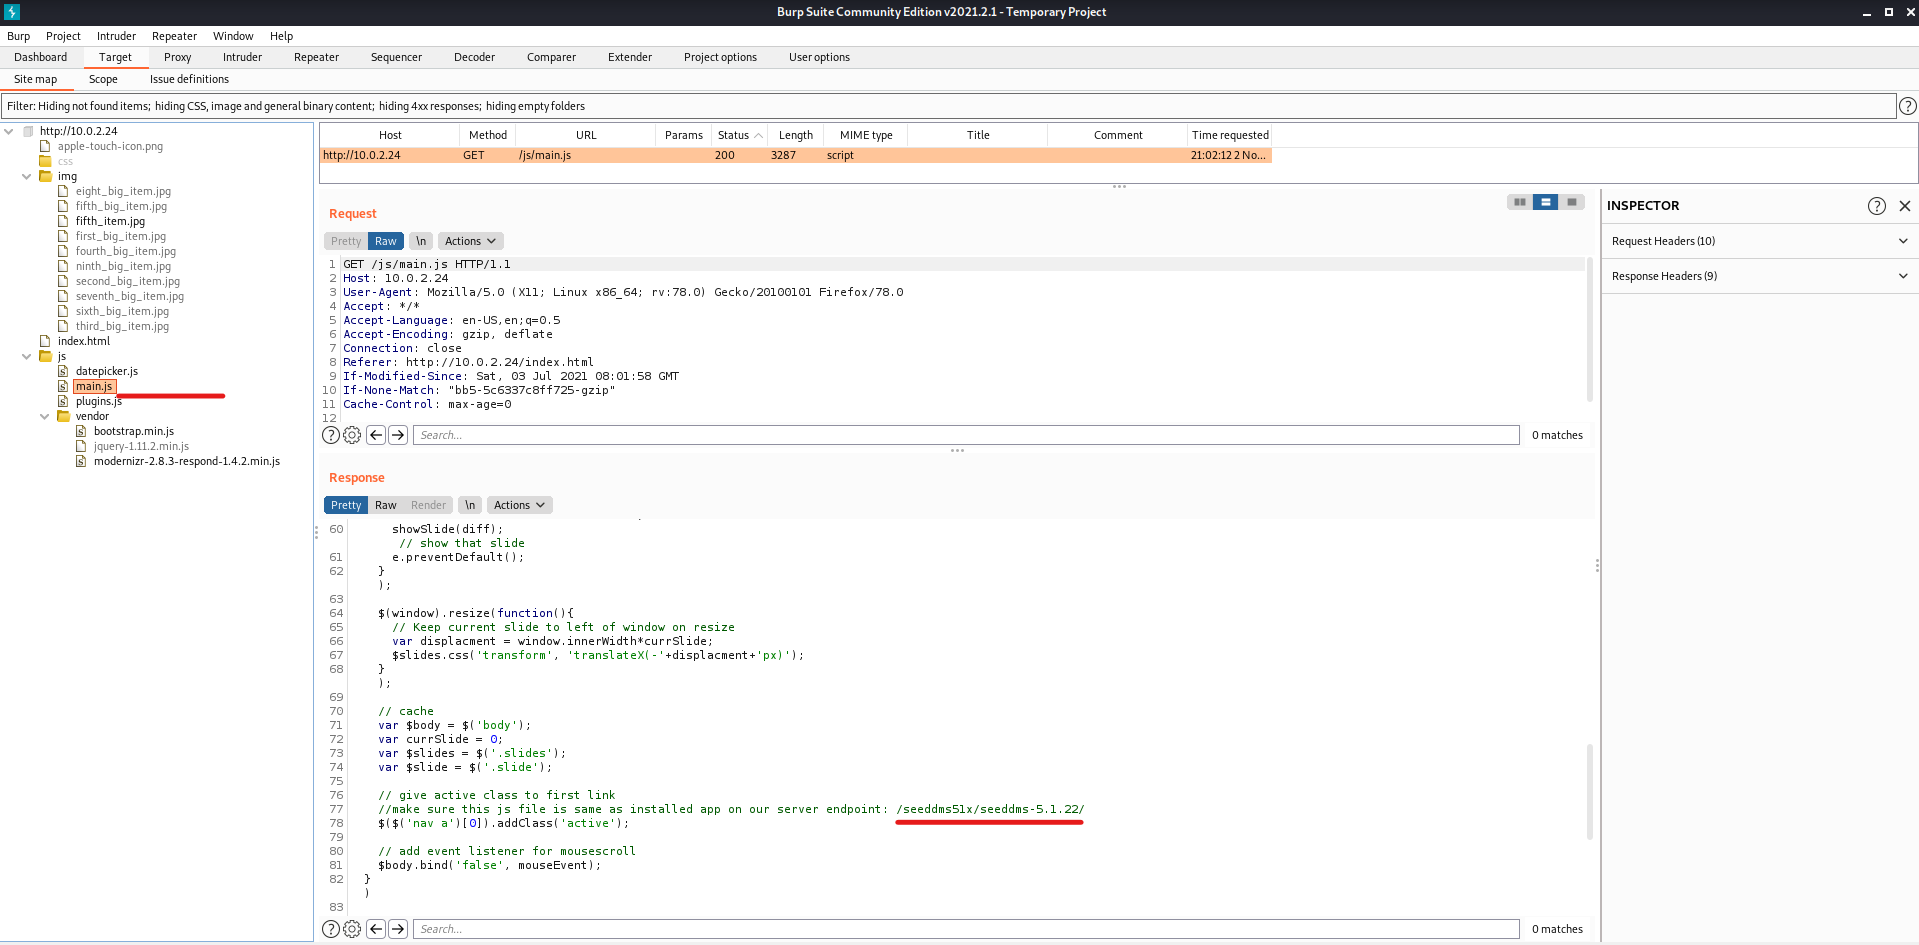 Burp Suite Community Edition v2021.2.1 - Temporary Project
Burp Project Intruder Repeater Window Help
Dashboard Target Proxy Intruder Repeater Sequencer Decoder Comparer Extender Project options User options
Site map Scope Issue definitions
Filter: Hiding not found items; hiding CSS, image and general binary content; hiding 4xx responses; hiding empty folders
?
http://10.0.2.24
apple-touch-icon.png
css
img
eight_big_item.jpg
fifth_big_item.jpg
fifth_item.jpg
first_big_item.jpg
fourth_big_item.jpg
ninth_big_item.jpg
second_big_item.jpg
seventh_big_item.jpg
sixth_big_item.jpg
third_big_item.jpg
index.html
js
datepicker.js
main.js
plugins.js
vendor
bootstrap.min.js
jquery-1.11.2.min.js
modernizr-2.8.3-respond-1.4.2.min.js
Host Method URL Params Status Length MIME type Title Comment Time requested
http://10.0.2.24 GET /js/main.js 200 3287 script 21:02:12 2 No...
Request
Pretty Raw \n Actions
1 GET /js/main.js HTTP/1.1
2 Host: 10.0.2.24
3 User-Agent: Mozilla/5.0 (X11; Linux x86_64; rv:78.0) Gecko/20100101 Firefox/78.0
4 Accept: */*
5 Accept-Language: en-US,en;q=0.5
6 Accept-Encoding: gzip, deflate
7 Connection: close
8 Referer: http://10.0.2.24/index.html
9 If-Modified-Since: Sat, 03 Jul 2021 08:01:58 GMT
10 If-None-Match: "bb5-5c6337c8ff725-gzip"
11 Cache-Control: max-age=0
12
? Search... 0 matches
Response
Pretty Raw Render \n Actions
60 showSlide(diff);
// show that slide
61 e.preventDefault();
62 }
);
63
64 $(window).resize(function(){
65 // Keep current slide to left of window on resize
66 var displacment = window.innerWidth*currSlide;
67 $slides.css('transform', 'translateX(-'+displacment+'px)');
68 }
);
69
70 // cache
71 var $body = $('body');
72 var currSlide = 0;
73 var $slides = $('.slides');
74 var $slide = $('.slide');
75
76 // give active class to first link
77 //make sure this js file is same as installed app on our server endpoint: /seeddms51x/seeddms-5.1.22/
78 $($('nav a')[0]).addClass('active');
79
80 // add event listener for mousescroll
81 $body.bind('false', mouseEvent);
82 }
)
83
? Search... 0 matches
INSPECTOR ?
Request Headers (10)
Response Headers (9)